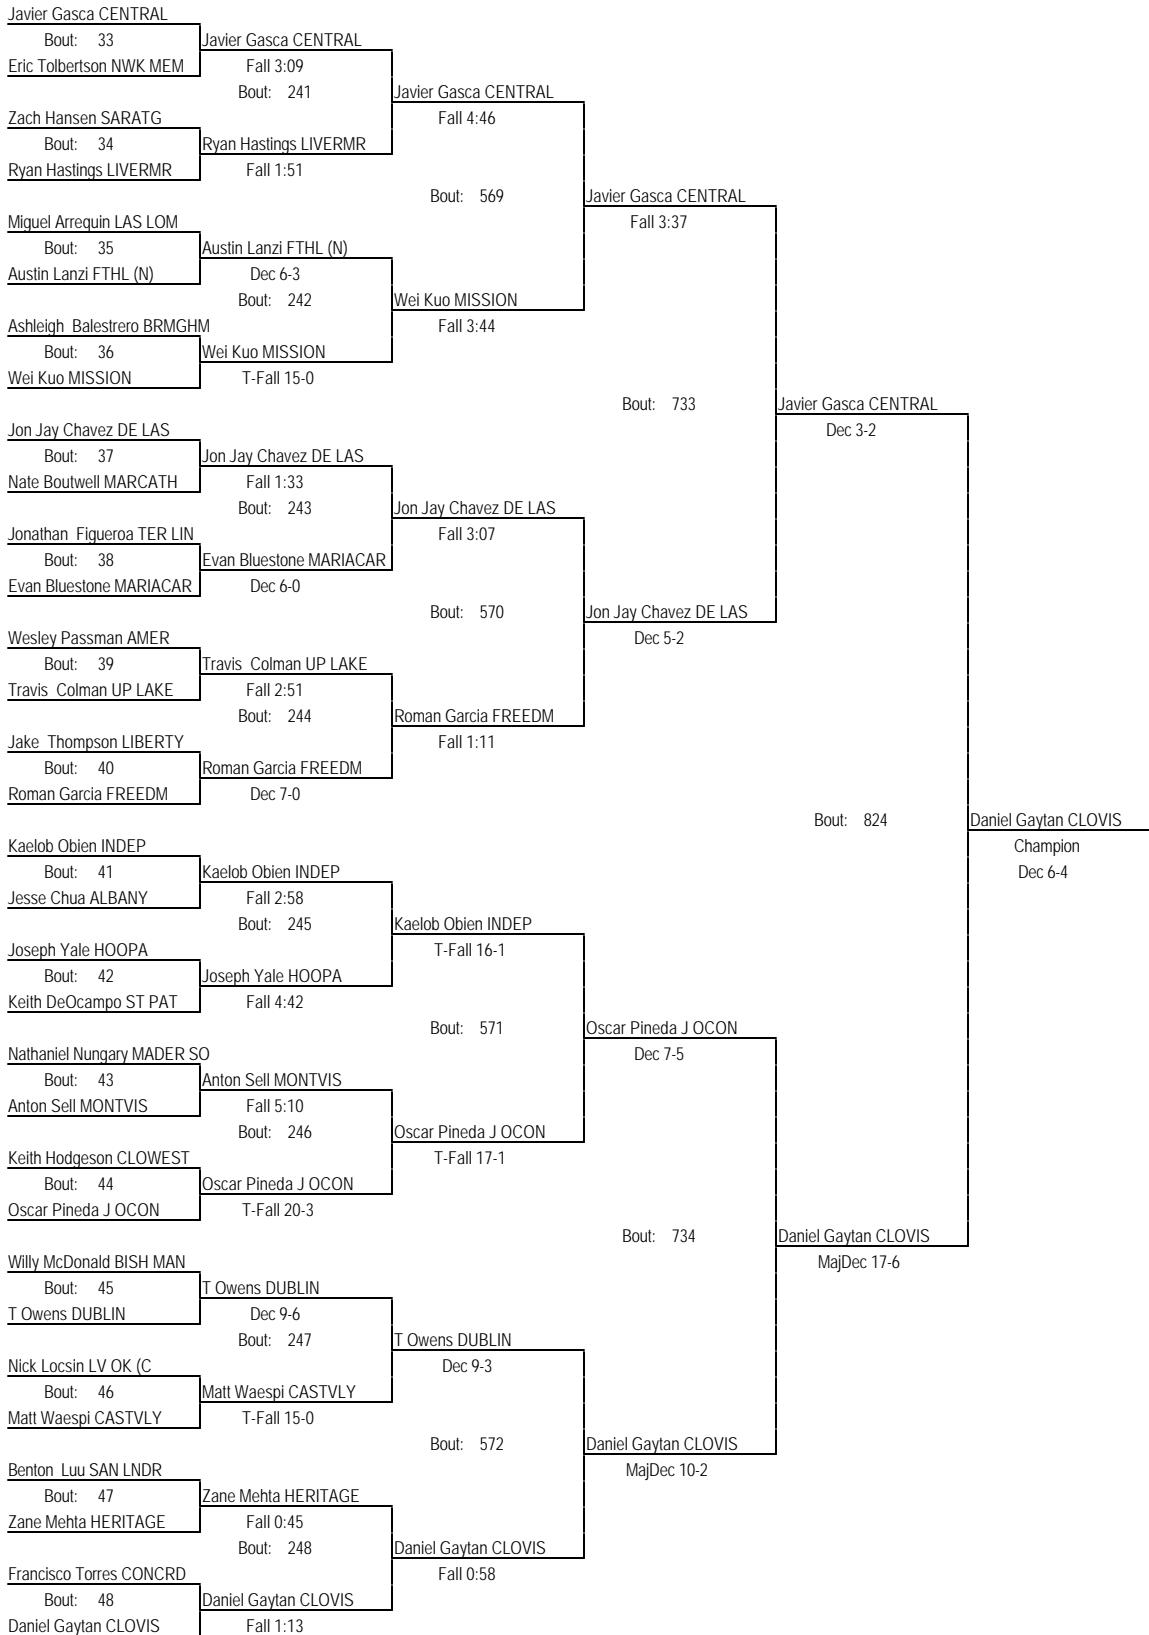 Javier Gasca CENTRAL
Bout: 33
Javier Gasca CENTRAL
Eric Tolbertson NWK MEM
Fall 3:09
Bout: 241
Javier Gasca CENTRAL
Zach Hansen SARATG
Fall 4:46
Bout: 34
Ryan Hastings LIVERMR
Ryan Hastings LIVERMR
Fall 1:51
Bout: 569
Javier Gasca CENTRAL
Miguel Arrequin LAS LOM
Fall 3:37
Bout: 35
Austin Lanzi FTHL (N)
Austin Lanzi FTHL (N)
Dec 6-3
Bout: 242
Wei Kuo MISSION
Ashleigh Balestrero BRMGHM
Fall 3:44
Bout: 36
Wei Kuo MISSION
Wei Kuo MISSION
T-Fall 15-0
Bout: 733
Javier Gasca CENTRAL
Jon Jay Chavez DE LAS
Dec 3-2
Bout: 37
Jon Jay Chavez DE LAS
Nate Boutwell MARCATH
Fall 1:33
Bout: 243
Jon Jay Chavez DE LAS
Jonathan Figueroa TER LIN
Fall 3:07
Bout: 38
Evan Bluestone MARIACAR
Evan Bluestone MARIACAR
Dec 6-0
Bout: 570
Jon Jay Chavez DE LAS
Wesley Passman AMER
Dec 5-2
Bout: 39
Travis Colman UP LAKE
Travis Colman UP LAKE
Fall 2:51
Bout: 244
Roman Garcia FREEDM
Jake Thompson LIBERTY
Fall 1:11
Bout: 40
Roman Garcia FREEDM
Roman Garcia FREEDM
Dec 7-0
Bout: 824
Daniel Gaytan CLOVIS
Kaelob Obien INDEP
Champion
Bout: 41
Kaelob Obien INDEP
Dec 6-4
Jesse Chua ALBANY
Fall 2:58
Bout: 245
Kaelob Obien INDEP
Joseph Yale HOOPA
T-Fall 16-1
Bout: 42
Joseph Yale HOOPA
Keith DeOcampo ST PAT
Fall 4:42
Bout: 571
Oscar Pineda J OCON
Nathaniel Nungary MADER SO
Dec 7-5
Bout: 43
Anton Sell MONTVIS
Anton Sell MONTVIS
Fall 5:10
Bout: 246
Oscar Pineda J OCON
Keith Hodgeson CLOWEST
T-Fall 17-1
Bout: 44
Oscar Pineda J OCON
Oscar Pineda J OCON
T-Fall 20-3
Bout: 734
Daniel Gaytan CLOVIS
Willy McDonald BISH MAN
MajDec 17-6
Bout: 45
T Owens DUBLIN
T Owens DUBLIN
Dec 9-6
Bout: 247
T Owens DUBLIN
Nick Locsin LV OK (C
Dec 9-3
Bout: 46
Matt Waespi CASTVLY
Matt Waespi CASTVLY
T-Fall 15-0
Bout: 572
Daniel Gaytan CLOVIS
Benton Luu SAN LNDR
MajDec 10-2
Bout: 47
Zane Mehta HERITAGE
Zane Mehta HERITAGE
Fall 0:45
Bout: 248
Daniel Gaytan CLOVIS
Francisco Torres CONCRD
Fall 0:58
Bout: 48
Daniel Gaytan CLOVIS
Daniel Gaytan CLOVIS
Fall 1:13